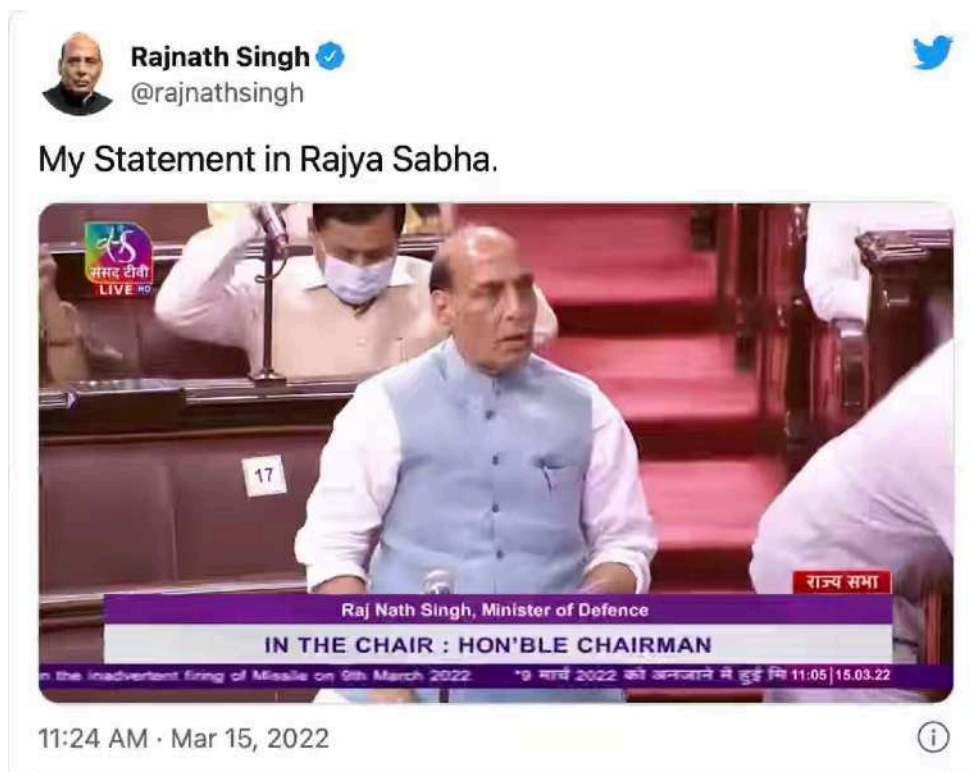 Rajnath Singh
@rajnathsingh
My Statement in Rajya Sabha.
संसद टीवी
LIVE HD
17
राज्य सभा
Raj Nath Singh, Minister of Defence
IN THE CHAIR : HON'BLE CHAIRMAN
n the inadvertent firing of Missile on 9th March 2022 "9 मार्च 2022 को अनजाने में हुई मि 11:05|15.03.22
11:24 AM · Mar 15, 2022